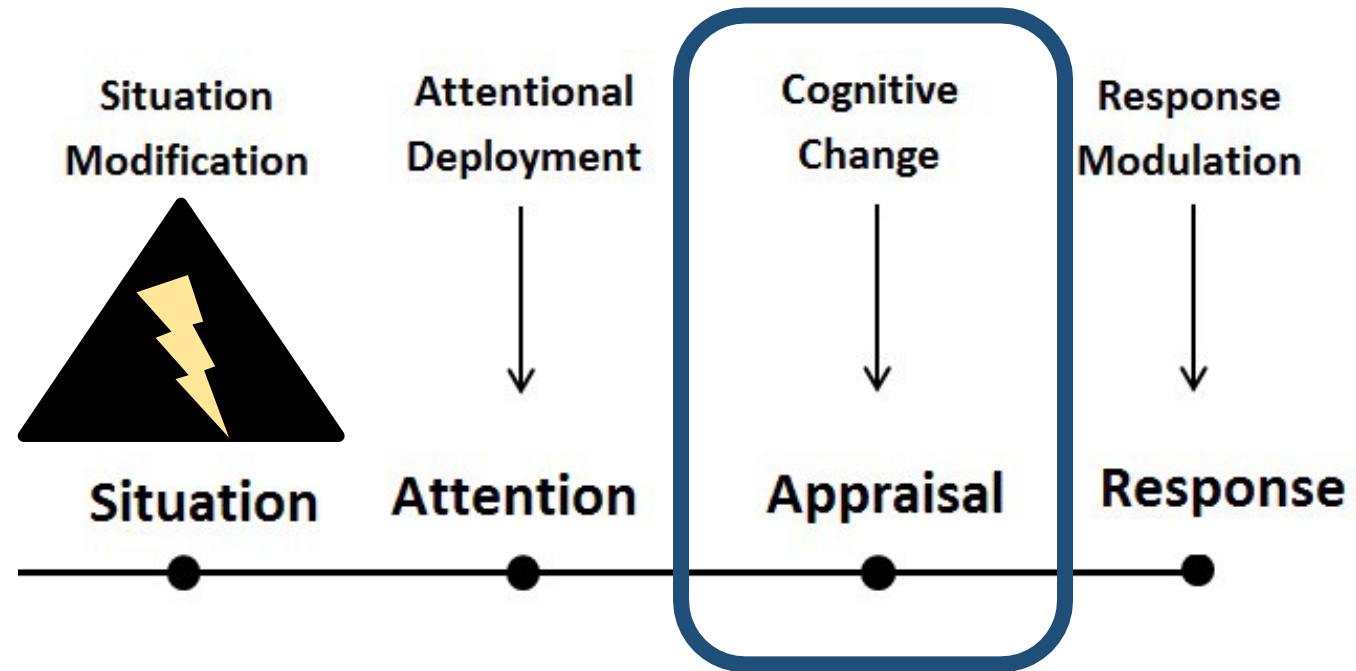 Situation
Modification
Attentional
Deployment
Cognitive
Change
Response
Modulation
Situation
Attention
Appraisal
Response